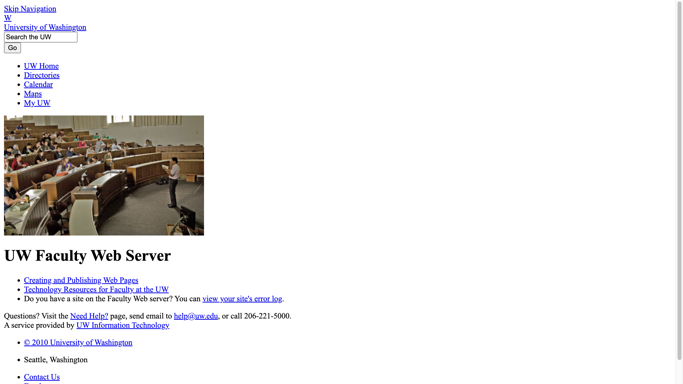 Skip Navigation
W
University of Washington
Search the UW
Go
UW Home
Directories
Calendar
Maps
My UW
UW Faculty Web Server
Creating and Publishing Web Pages
Technology Resources for Faculty at the UW
Do you have a site on the Faculty Web server? You can view your site's error log.
Questions? Visit the Need Help? page, send email to help@uw.edu, or call 206-221-5000.
A service provided by UW Information Technology
© 2010 University of Washington
Seattle, Washington
Contact Us